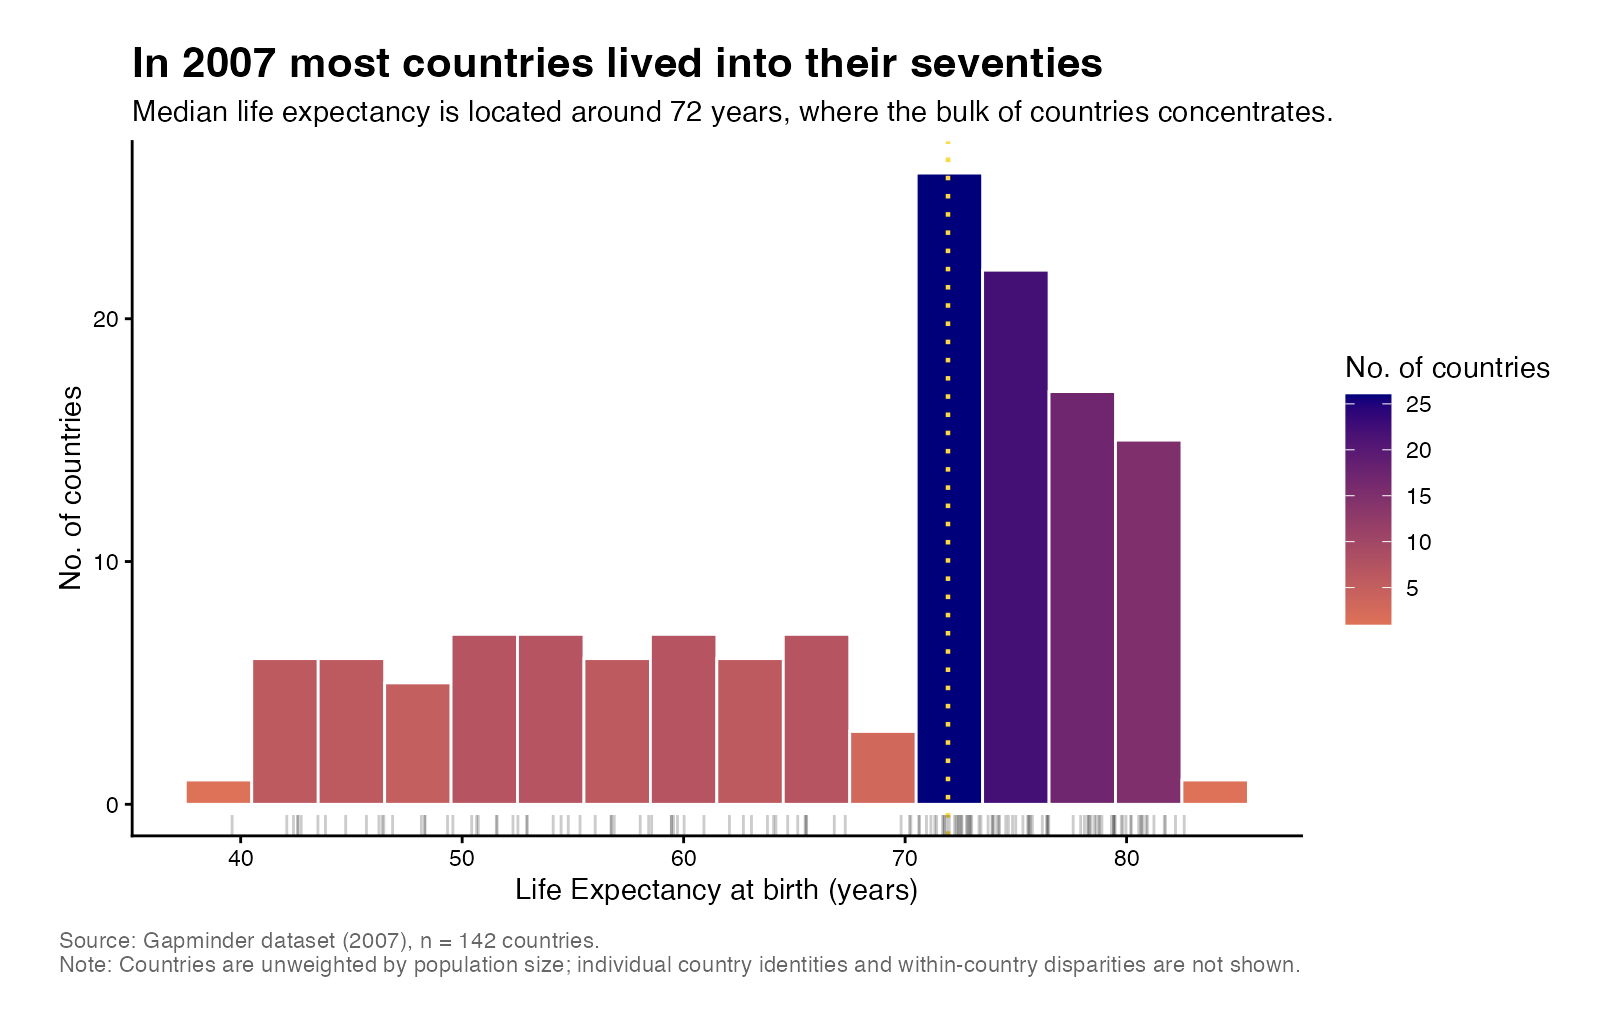 In 2007 most countries lived into their seventies
Median life expectancy is located around 72 years, where the bulk of countries concentrates.
No. of countries
20
10
0
40
50
60
70
80
Life Expectancy at birth (years)
No. of countries
25
20
15
10
5
Source: Gapminder dataset (2007), n = 142 countries.
Note: Countries are unweighted by population size; individual country identities and within-country disparities are not shown.